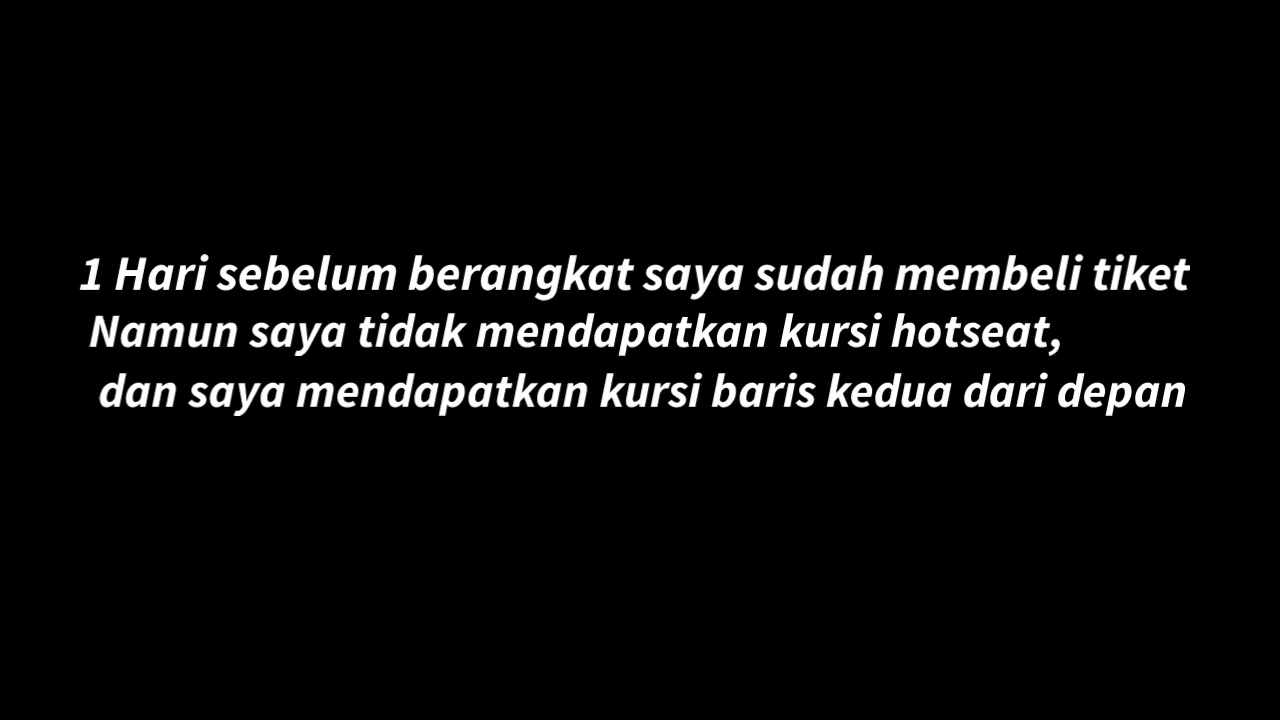 1 Hari sebelum berangkat saya sudah membeli tiket
Namun saya tidak mendapatkan kursi hotseat,
dan saya mendapatkan kursi baris kedua dari depan